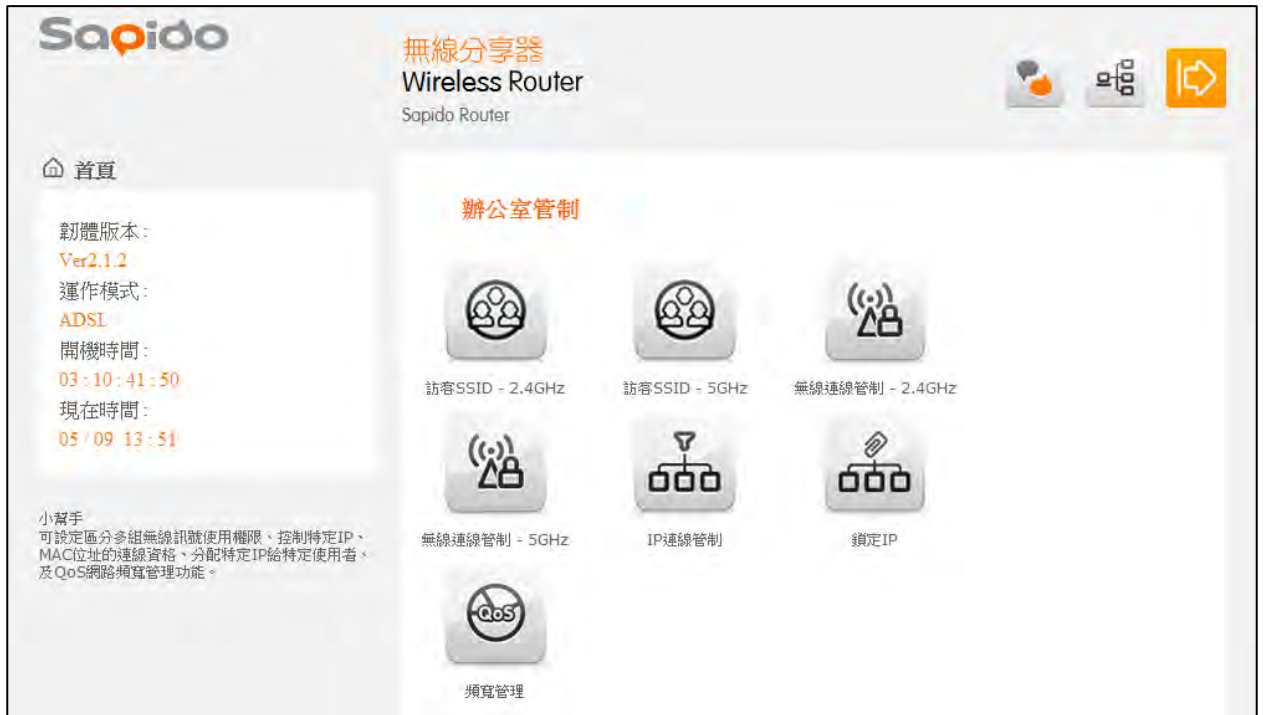 Sapido
無線分享器
Wireless Router
Sapido Router
首頁
韌體版本:
Ver2.1.2
運作模式:
ADSL
開機時間:
03:10:41:50
現在時間:
05/09 13:51
小幫手
可設定區分多組無線訊號使用權限、控制特定IP、
MAC位址的連線資格、分配特定IP給特定使用者、
及QoS網路頻寬管理功能。
辦公室管制
訪客SSID - 2.4GHz
訪客SSID - 5GHz
無線連線管制 - 2.4GHz
無線連線管制 - 5GHz
IP連線管制
鎖定IP
QoS
頻寬管理